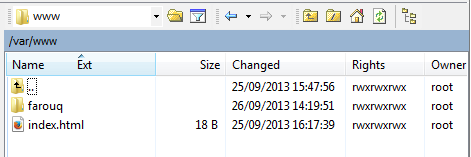 www
/var/www
Name Ext Size Changed Rights Owner
.. 25/09/2013 15:47:56 rwxrwxrwx root
farouq 26/09/2013 14:19:51 rwxrwxrwx root
index.html 18 B 25/09/2013 16:17:39 rwxrwxrwx root